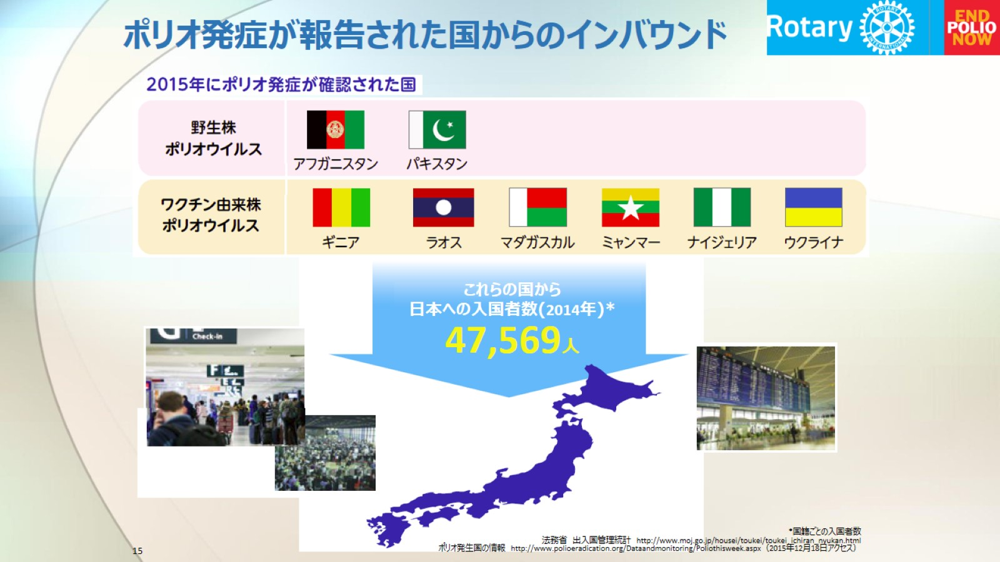 ポリオ発症が報告された国からのインバウンド
Rotary
ROTARY
INTERNATIONAL
END
POLIO
NOW
2015年にポリオ発症が確認された国
野生株
ポリオウイルス
アフガニスタン
パキスタン
ワクチン由来株
ポリオウイルス
ギニア
ラオス
マダガスカル
ミャンマー
ナイジェリア
ウクライナ
これらの国から
日本への入国者数(2014年)*
47,569人
G
Check-in
F
E
*国籍ごとの入国者数
法務省 出入国管理統計 http://www.moj.go.jp/housei/toukei/toukei_ichiran_nyukan.html
ポリオ発生国の情報 http://www.polioeradication.org/Dataandmonitoring/Poliothisweek.aspx（2015年12月18日アクセス）
15